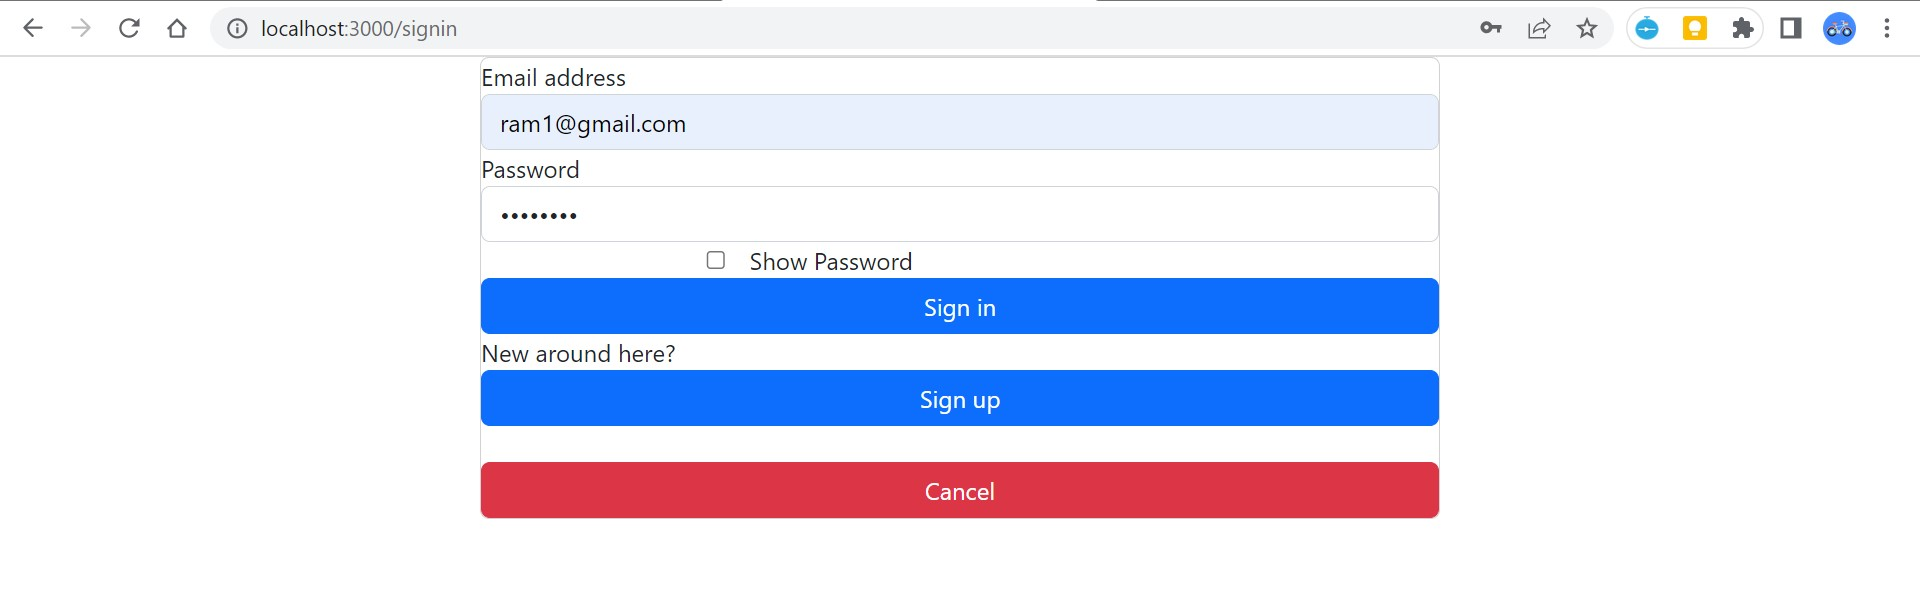 localhost:3000/signin
Email address
ram1@gmail.com
Password
••••••••
Show Password
Sign in
New around here?
Sign up
Cancel